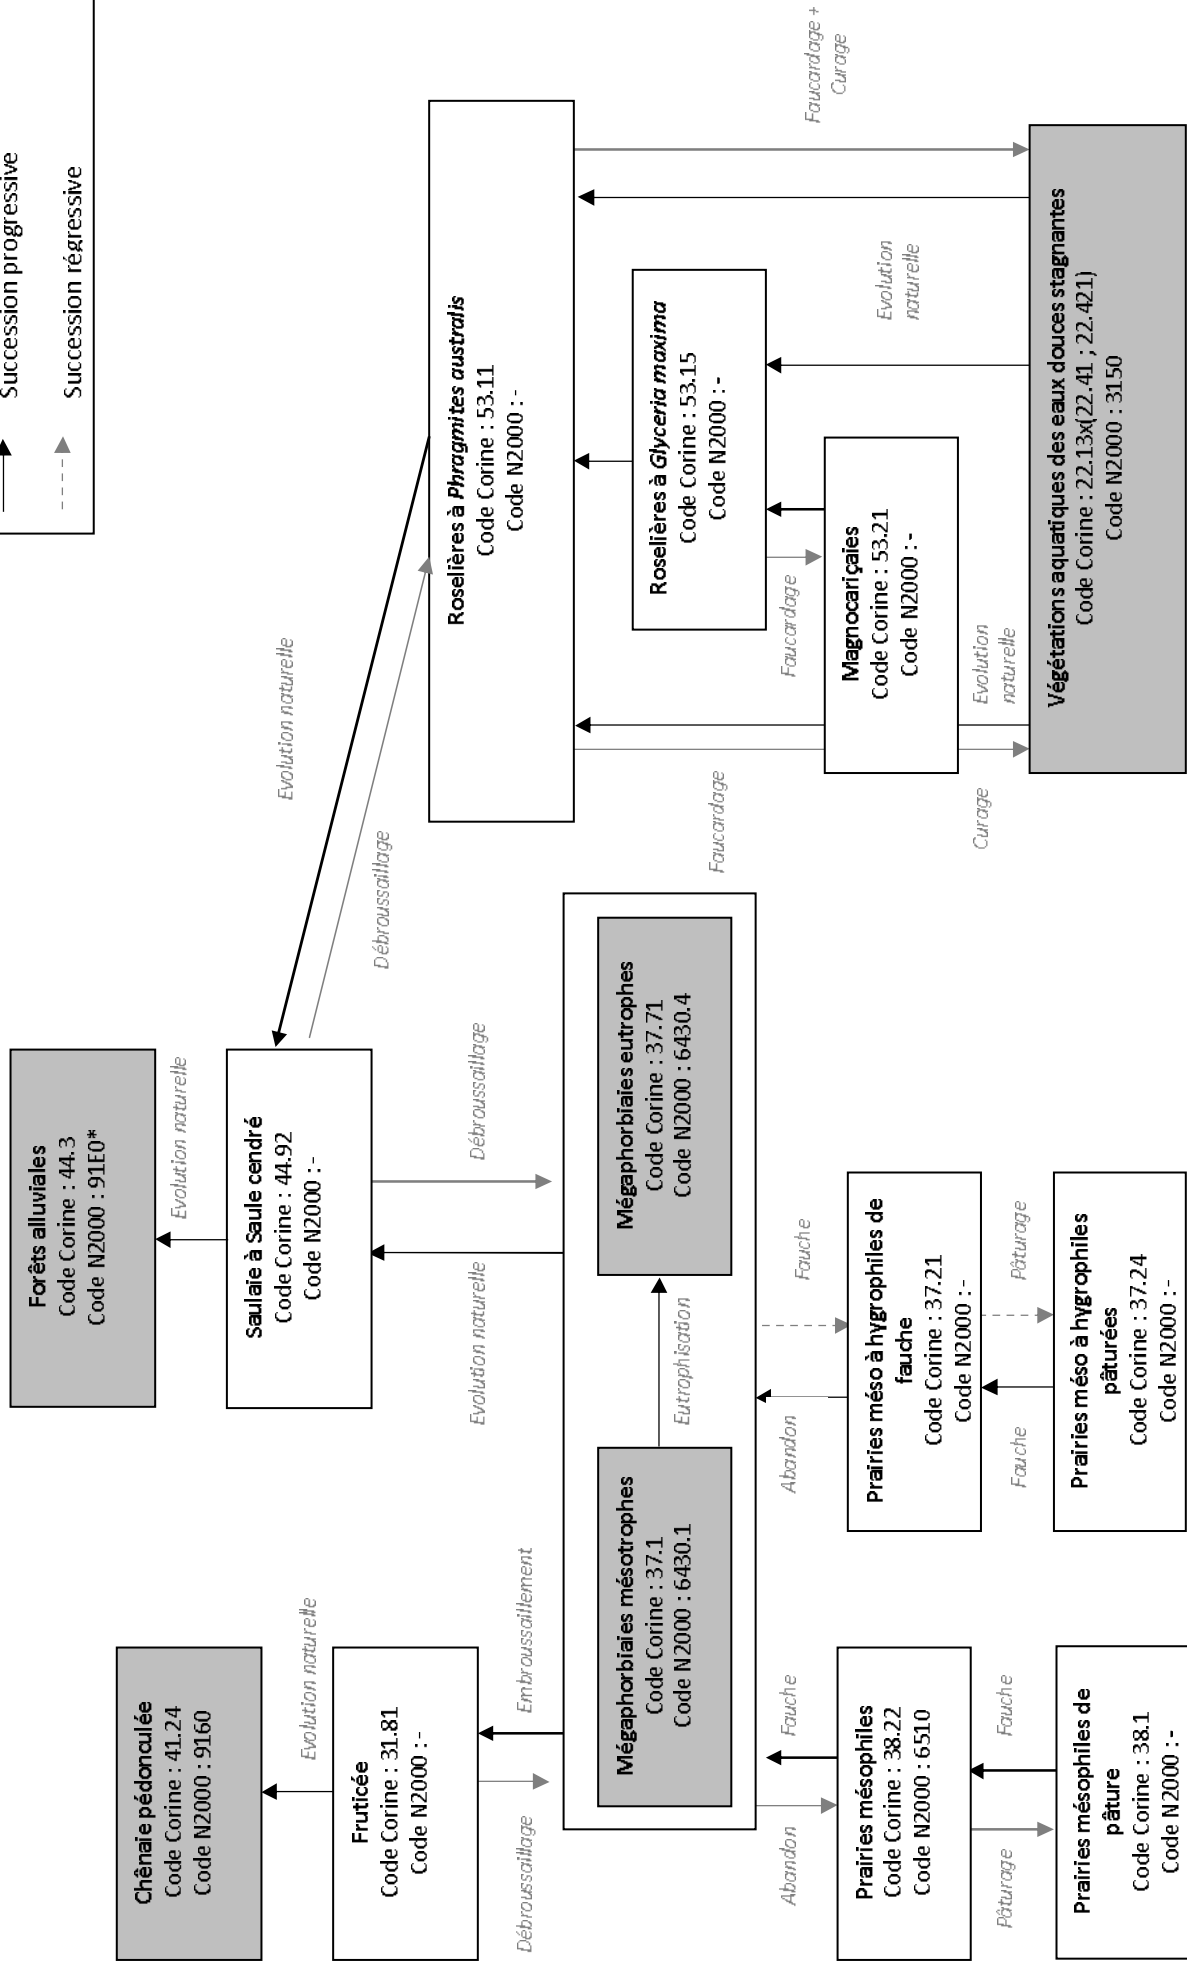 Succession progressive
Succession régressive
Forêts alluviales
Code Corine : 44.3
Code N2000 : 91E0*
Evolution naturelle
Chênaie pédonculée
Code Corine : 41.24
Code N2000 : 9160
Evolution naturelle
Saulaie à Saule cendré
Code Corine : 44.92
Code N2000 : -
Evolution naturelle
Débroussaillage
Fruticée
Code Corine : 31.81
Code N2000 : -
Débroussaillage
Embroussaillement
Evolution naturelle
Débroussaillage
Roselières à Phragmites australis
Code Corine : 53.11
Code N2000 : -
Mégaphorbiaies mésotrophes
Code Corine : 37.1
Code N2000 : 6430.1
Eutrophisation
Mégaphorbiaies eutrophes
Code Corine : 37.71
Code N2000 : 6430.4
Roselières à Glyceria maxima
Code Corine : 53.15
Code N2000 : -
Faucardage
Faucardage
Faucardage +
Curage
Abandon
Fauche
Abandon
Fauche
Evolution
naturelle
Prairies mésophiles
Code Corine : 38.22
Code N2000 : 6510
Prairies méso à hygrophiles de
fauche
Code Corine : 37.21
Code N2000 : -
Magnocariçaies
Code Corine : 53.21
Code N2000 : -
Pâturage
Fauche
Fauche
Pâturage
Curage
Evolution
naturelle
Prairies mésophiles de
pâture
Code Corine : 38.1
Code N2000 : -
Prairies méso à hygrophiles
pâturées
Code Corine : 37.24
Code N2000 : -
Végétations aquatiques des eaux douces stagnantes
Code Corine : 22.13x(22.41 ; 22.421)
Code N2000 : 3150